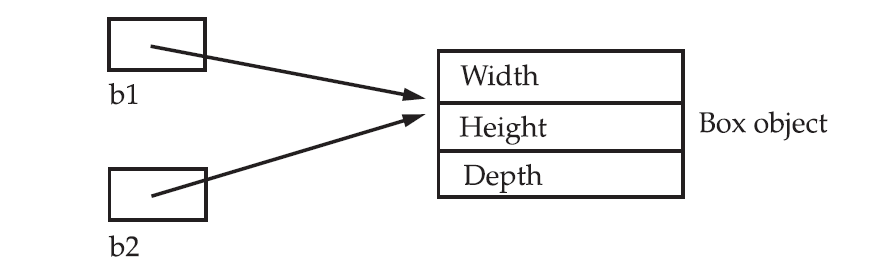 b1
Width
Height
Box object
Depth
b2